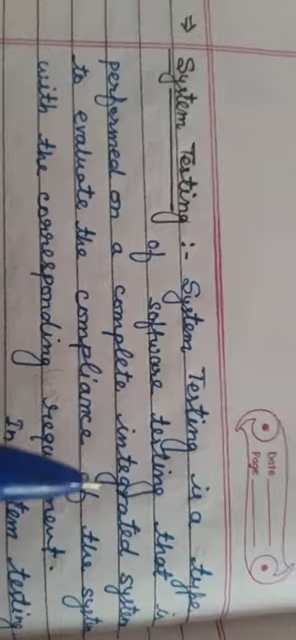 Date
Page
⇒ System Testing :- System Testing is a type
of software testing that is
performed on a complete integrated system
to evaluate the compliance of the system
with the corresponding
In
testing